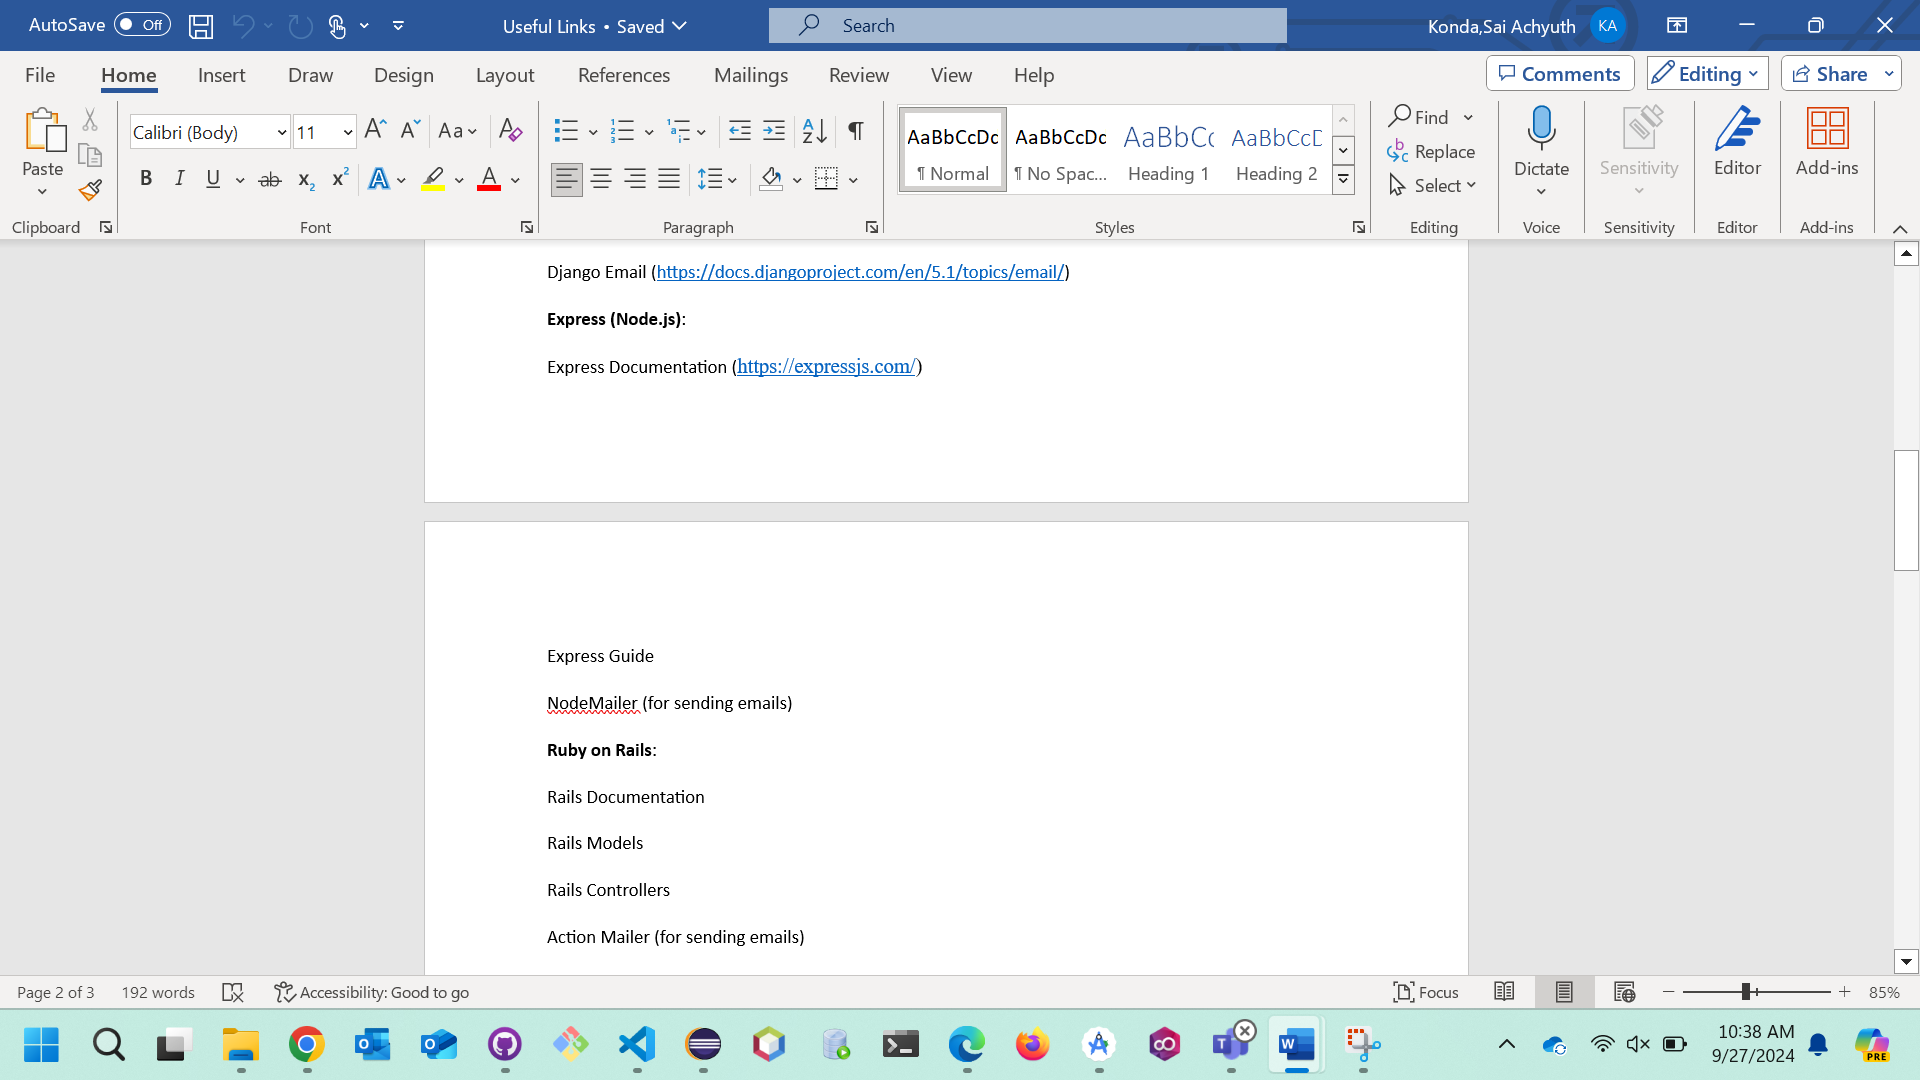 AutoSave Off
Useful Links • Saved
Search
Konda,Sai Achyuth KA
File Home Insert Draw Design Layout References Mailings Review View Help
Comments Editing Share
Paste
Calibri (Body) 11
Aa
B I U ab x2 x2 A A
AaBbCcDc AaBbCcDc AaBbCc AaBbCcD
¶ Normal ¶ No Spac... Heading 1 Heading 2
Find
Replace
Select
Dictate
Sensitivity
Editor
Add-ins
Clipboard Font Paragraph Styles Editing Voice Sensitivity Editor Add-ins
Django Email (https://docs.djangoproject.com/en/5.1/topics/email/)
Express (Node.js):
Express Documentation (https://expressjs.com/)
Express Guide
NodeMailer (for sending emails)
Ruby on Rails:
Rails Documentation
Rails Models
Rails Controllers
Action Mailer (for sending emails)
Page 2 of 3 192 words Accessibility: Good to go Focus 85%
10:38 AM
9/27/2024
PRE